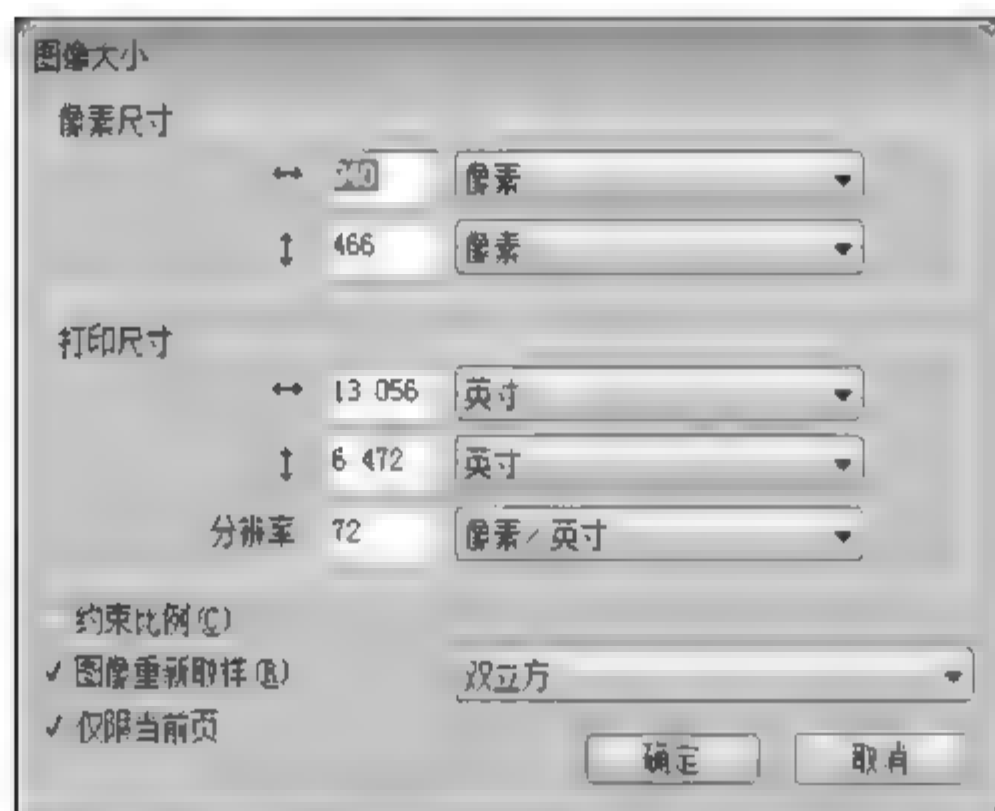 图像大小
像素尺寸
↔ 像素
↕ 466 像素
打印尺寸
↔ 13 056 英寸
↕ 6 472 英寸
分辨率 72 像素/英寸
约束比例(C)
✓ 图像重新取样(R) 双立方
✓ 仅限当前页
确定 取消